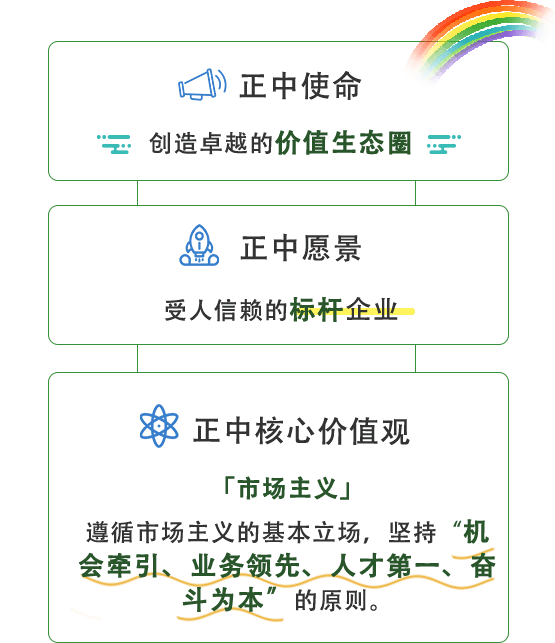 正中使命
创造卓越的价值生态圈
正中愿景
受人信赖的标杆企业
正中核心价值观
「市场主义」
遵循市场主义的基本立场，坚持“机
会牵引、业务领先、人才第一、奋
斗为本”的原则。